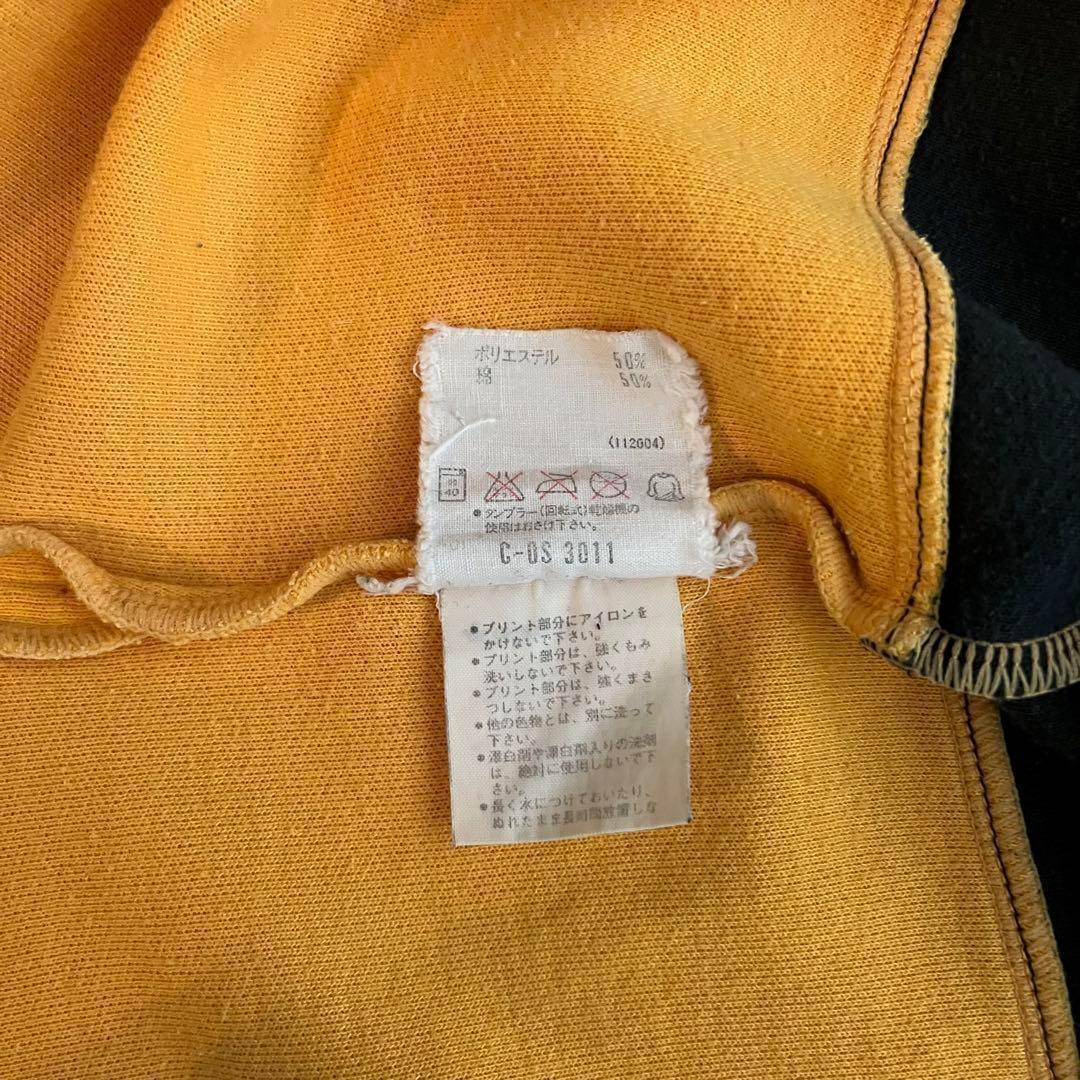 ポリエステル 50%
綿 50%
(112004)
40
●タンブラー(回転式)乾燥機の
使用はおさけ下さい。
C-OS 3011
●プリント部分にアイロンを
かけないで下さい。
●プリント部分は、強くもみ
洗いしないで下さい。
●プリント部分は、強くまさ
つしないで下さい。
●他の色物とは、別に洗って
下さい。
●漂白剤や漂白剤入りの洗剤
は、絶対に使用しないで下
さい。
●長く水につけておいたり、
ぬれたまま長時間放置しな